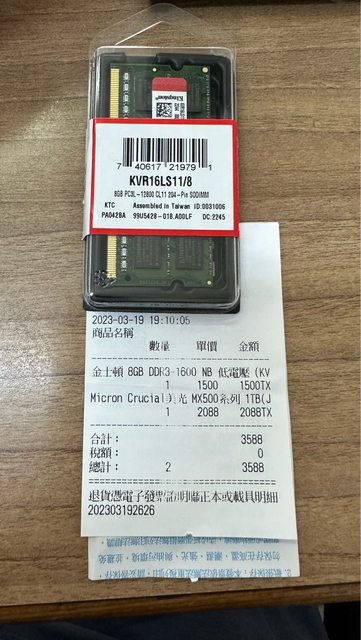 Kingston
7 40617 21979 1
KVR16LS11/8
8GB PC3L-12800 CL11 204-Pin SODIMM
KTC Assembled in Taiwan ID:0031006
PA0428A 99U5428-018.A00LF DC:2245
2023-03-19 19:10:05
商品名稱
數量 單價 金額
金士頓 8GB DDR3-1600 NB 低電壓 (KV
1 1500 1500TX
Micron Crucial美光 MX500系列 1TB(J
1 2088 2088TX
合計: 3588
稅額: 0
總計: 2 3588
退貨憑電子發票證明聯正本或載具明細
202303192626